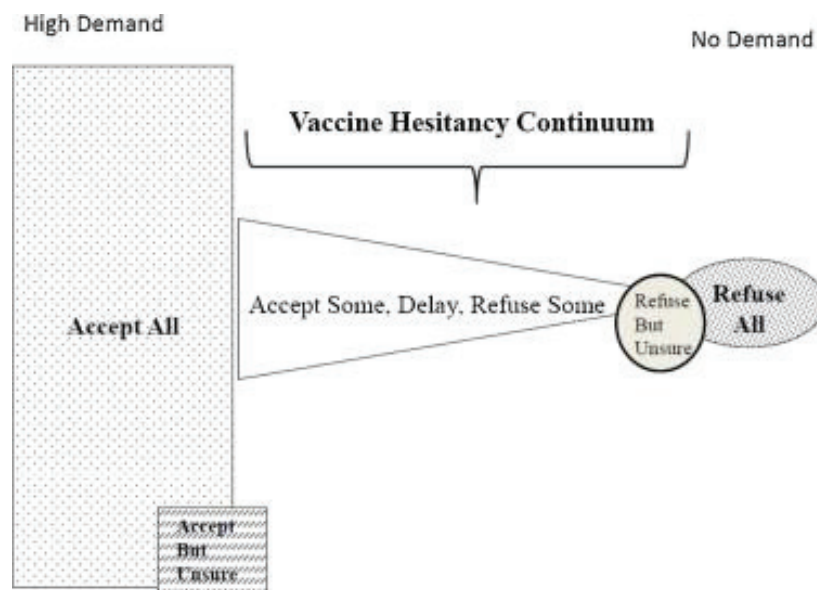 High Demand
No Demand
Vaccine Hesitancy Continuum
Accept All
Accept Some, Delay, Refuse Some
Refuse
But
Unsure
Refuse
All
Accept
But
Unsure